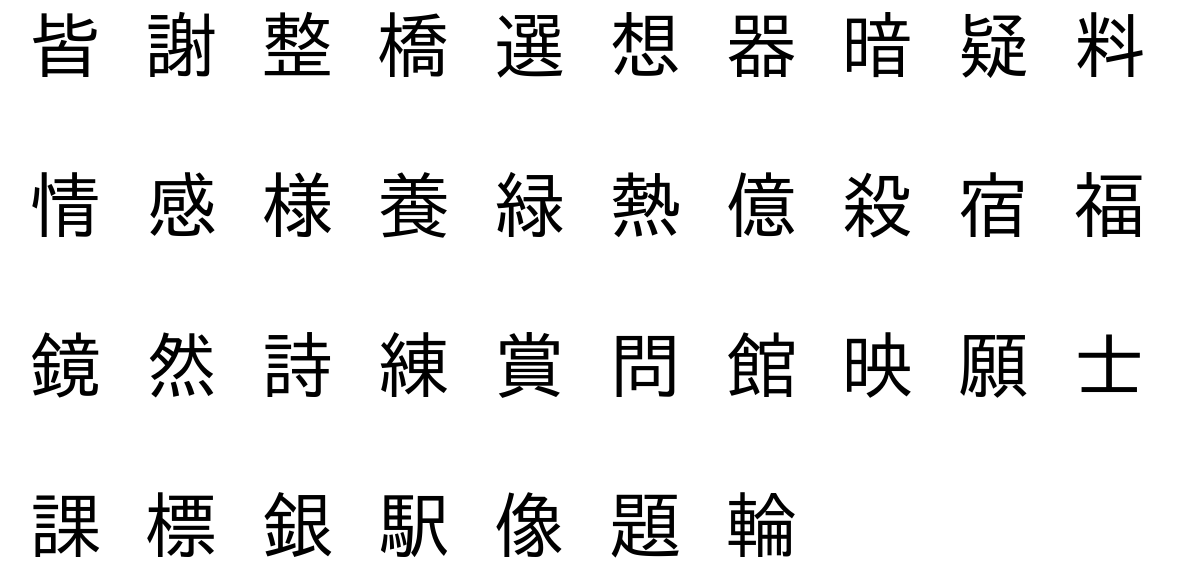 皆 謝 整 橋 選 想 器 暗 疑 料
情 感 様 養 緑 熱 億 殺 宿 福
鏡 然 詩 練 賞 問 館 映 願 士
課 標 銀 駅 像 題 輪